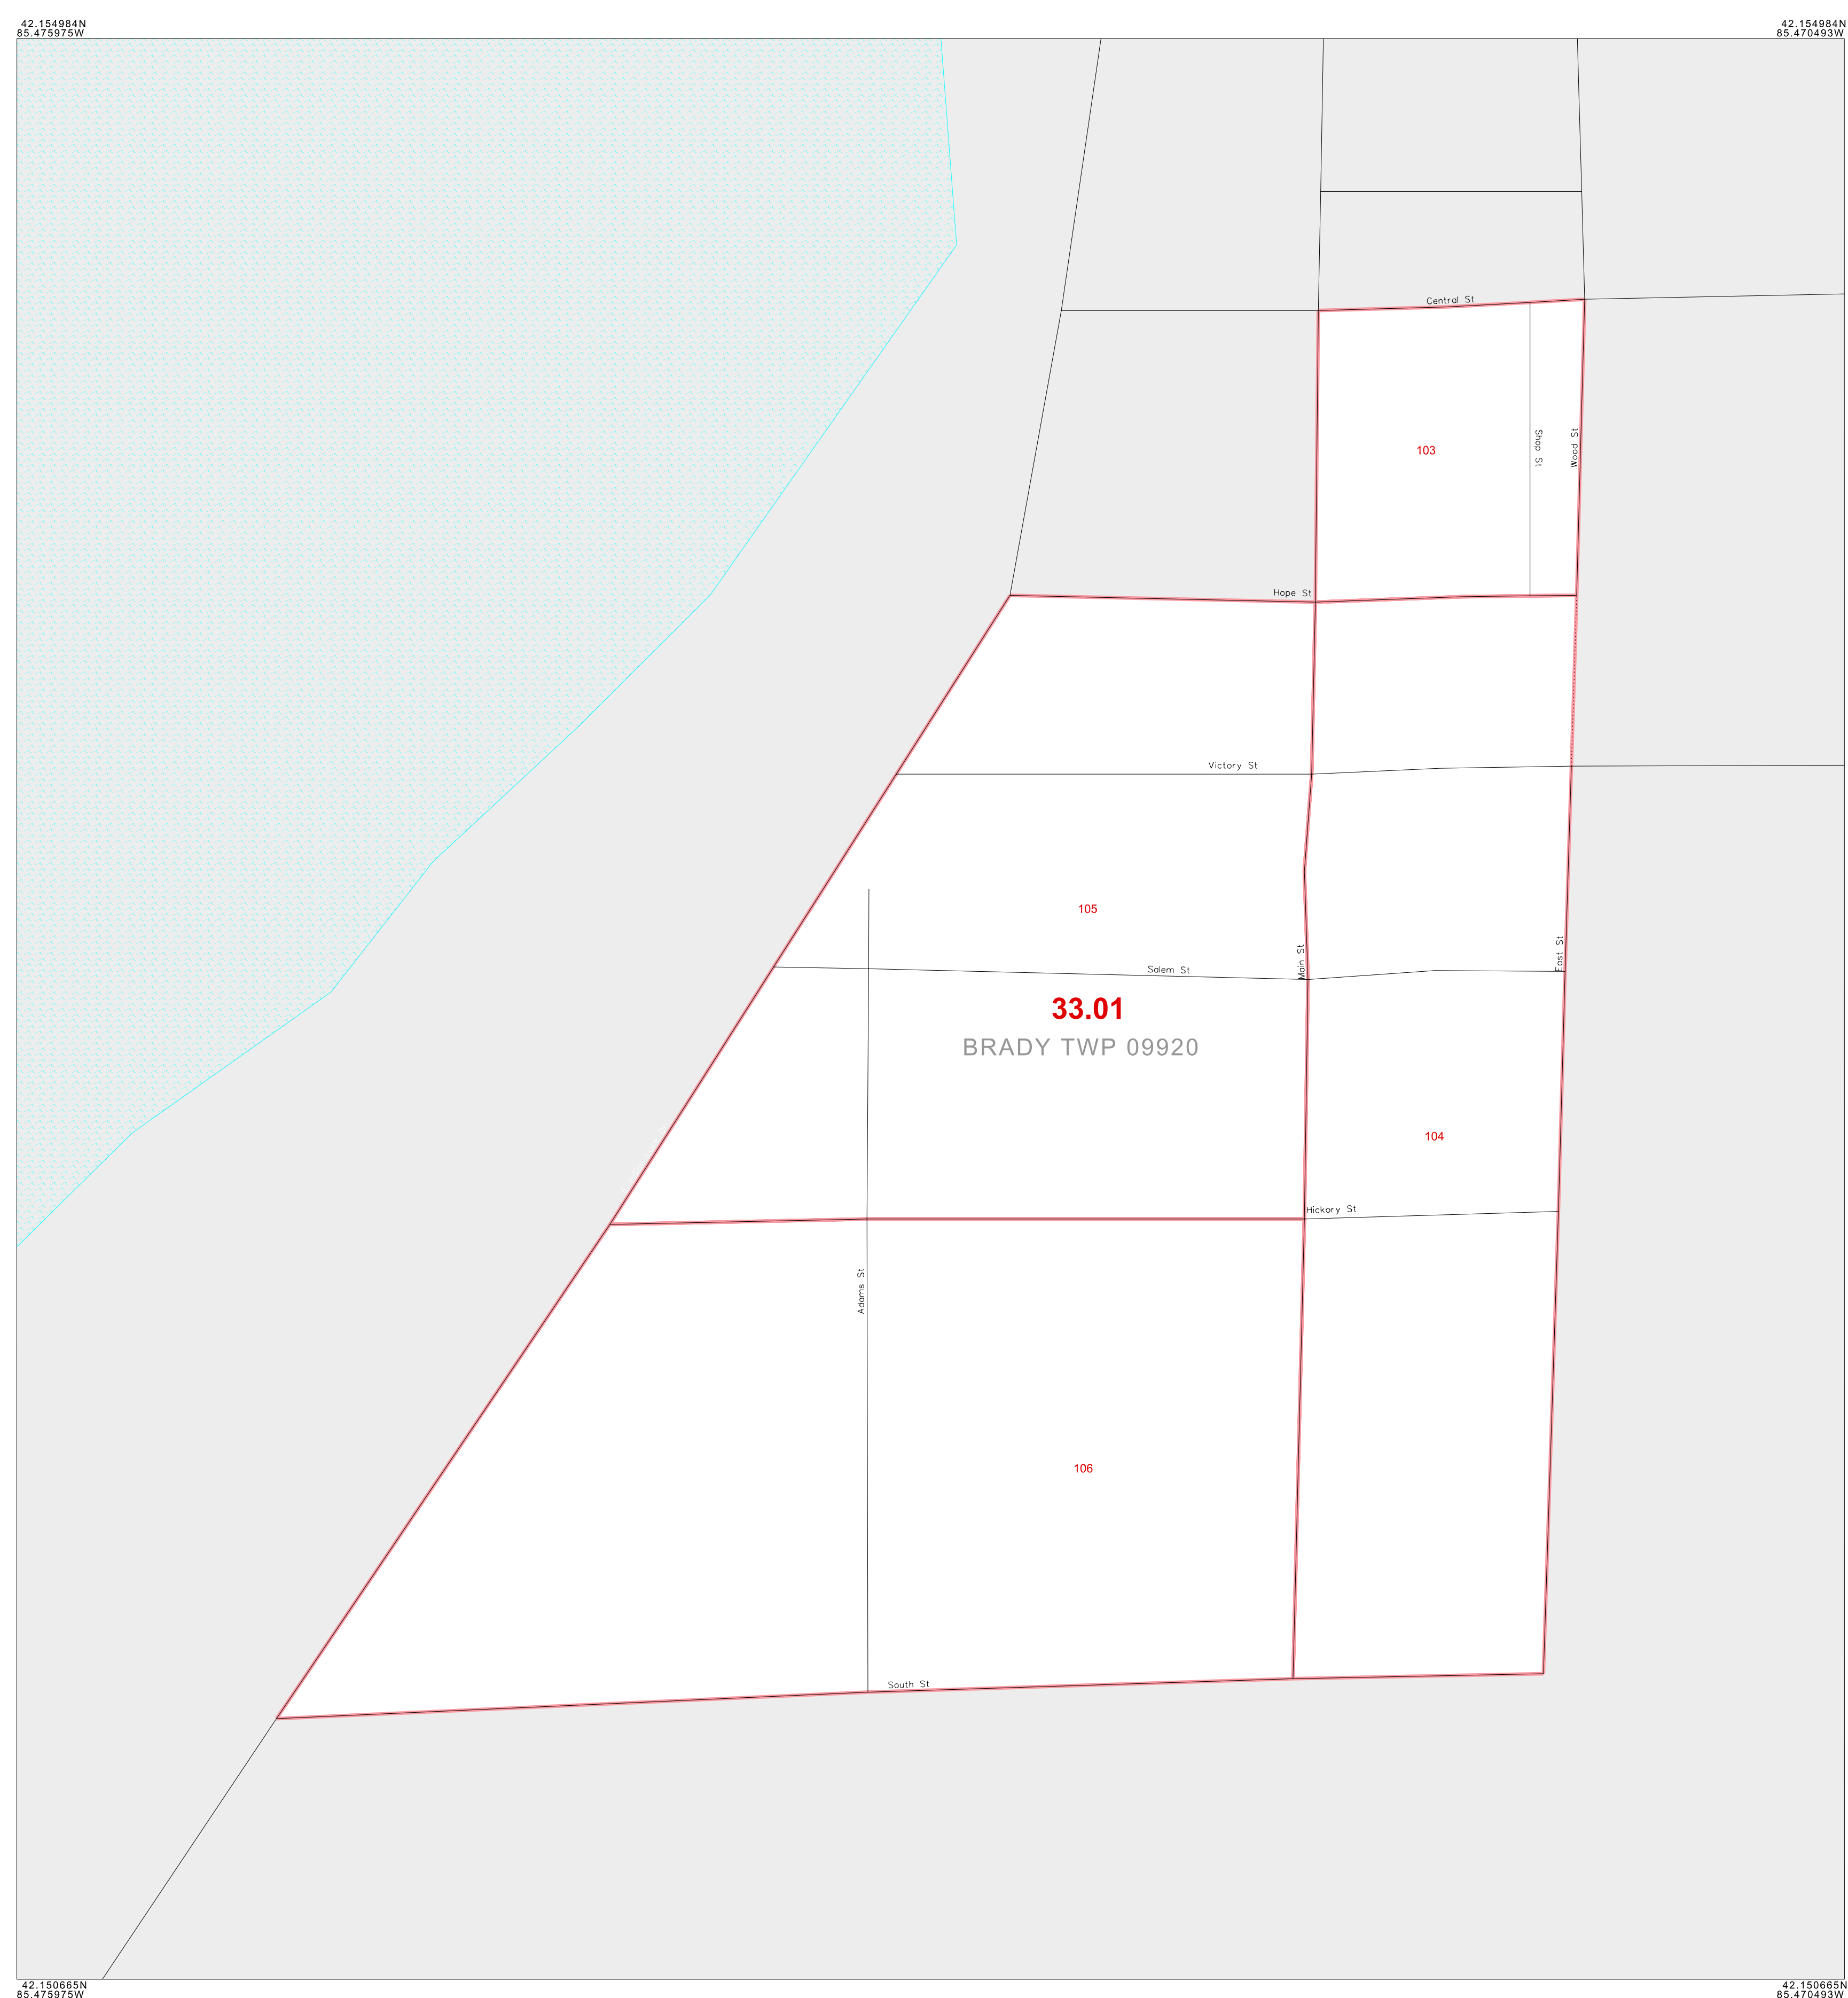 42.154984N
85.475975W
42.154984N
85.470493W
Central St
103
Shop St
Wood St
Hope St
Victory St
105
Main St
East St
Salem St
33.01
BRADY TWP 09920
104
Hickory St
Adams St
106
South St
42.150665N
85.475975W
42.150665N
85.470493W